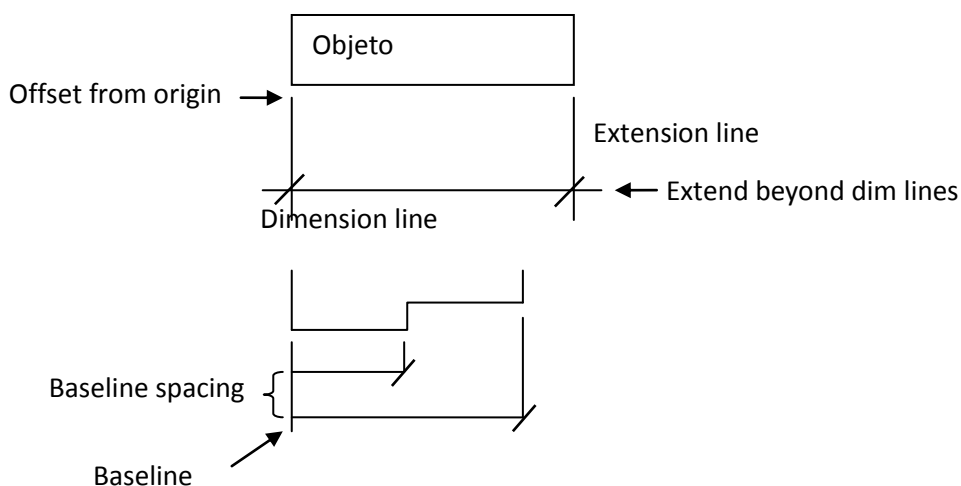 Objeto
Offset from origin
Extension line
Extend beyond dim lines
Dimension line
Baseline spacing
Baseline